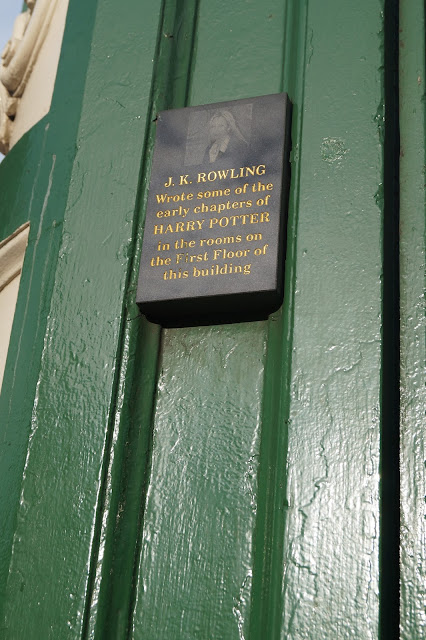 J. K. ROWLING
Wrote some of the
early chapters of
HARRY POTTER
in the rooms on
the First Floor of
this building